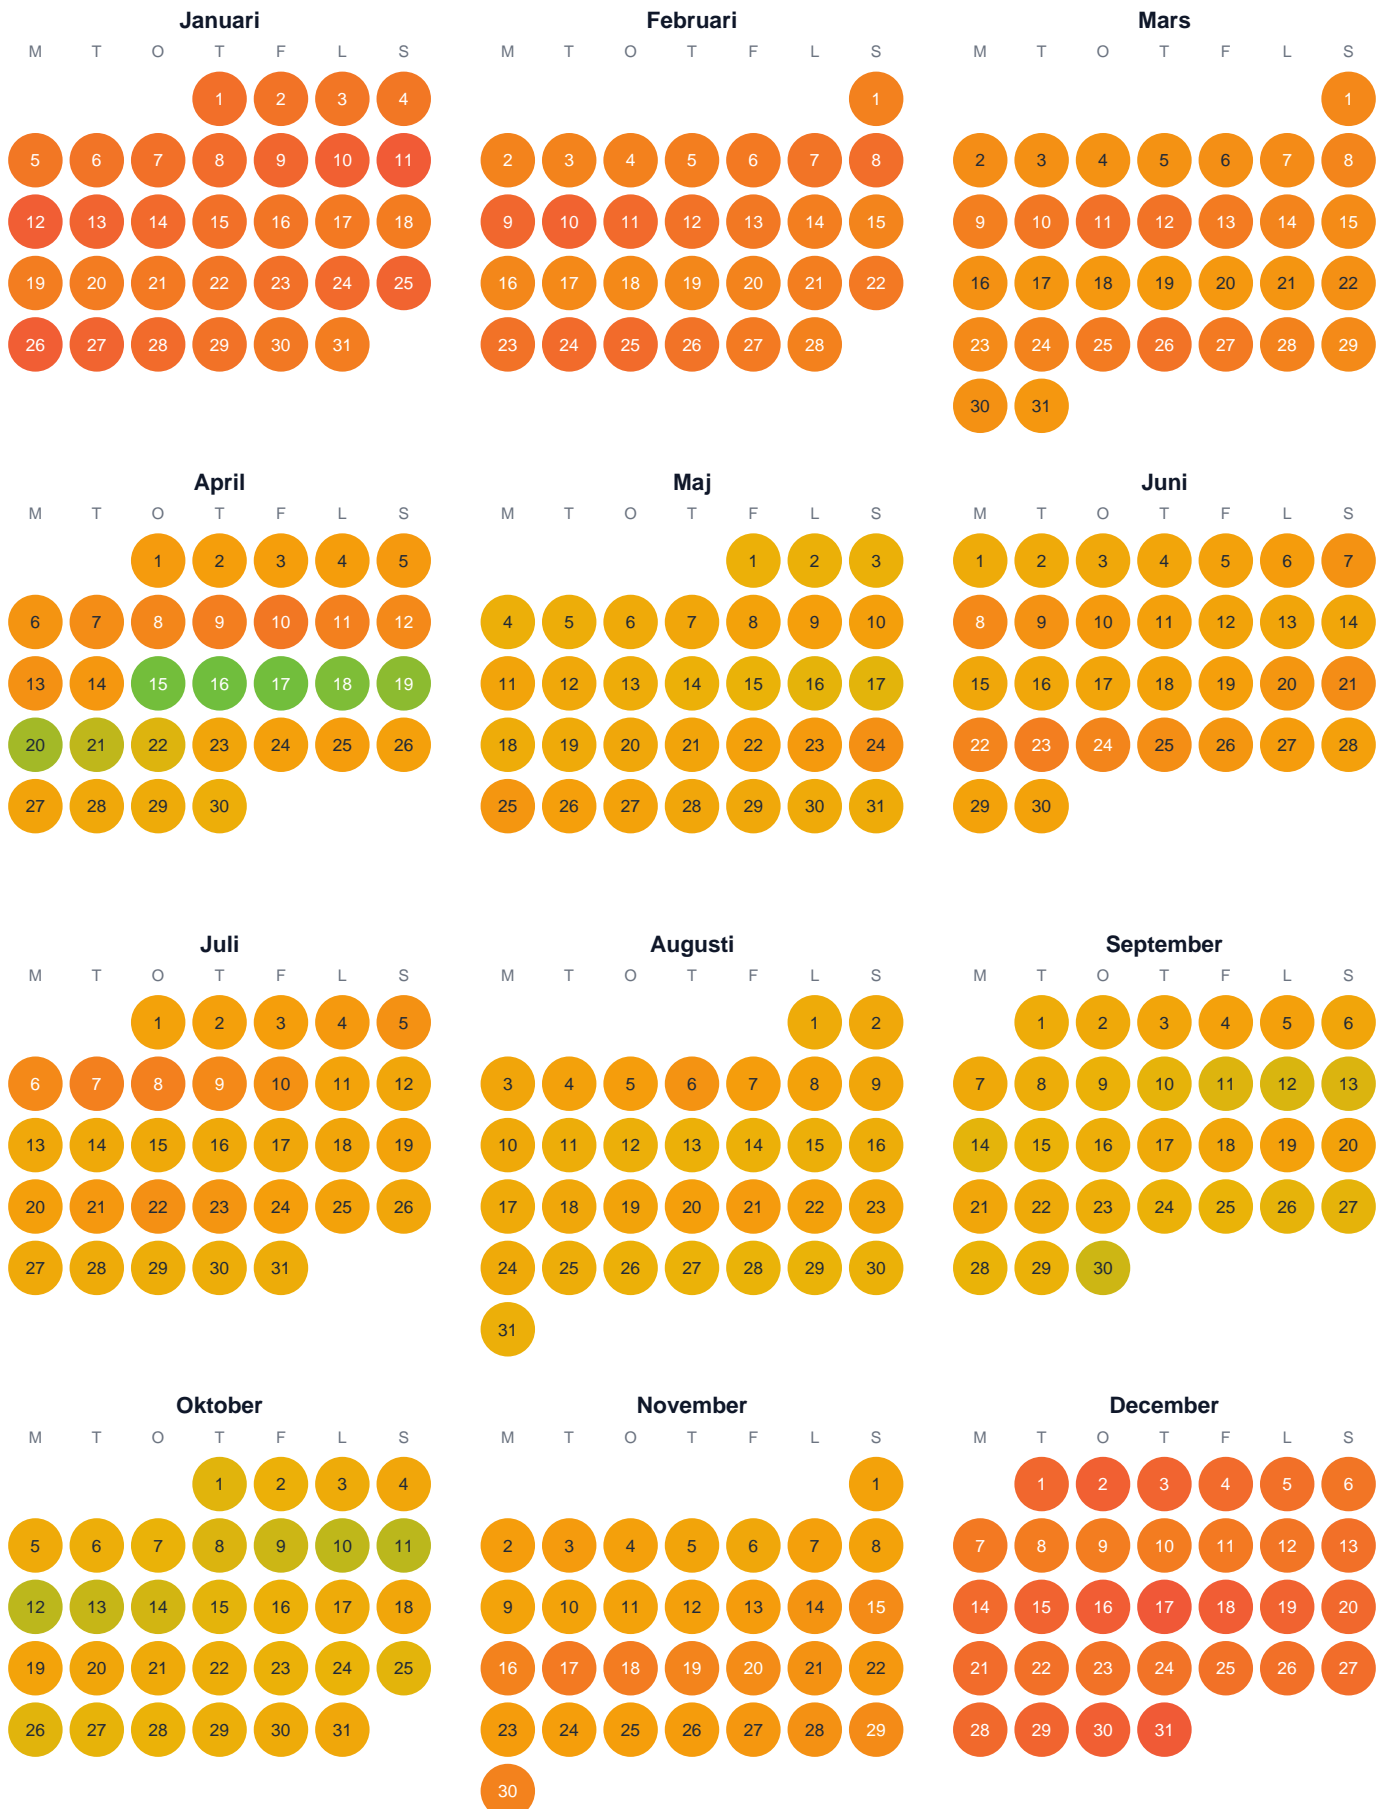 Januari Februari Mars
M T O T F L S M T O T F L S M T O T F L S
1 2 3 4 1 1
5 6 7 8 9 10 11 2 3 4 5 6 7 8 2 3 4 5 6 7 8
12 13 14 15 16 17 18 9 10 11 12 13 14 15 9 10 11 12 13 14 15
19 20 21 22 23 24 25 16 17 18 19 20 21 22 16 17 18 19 20 21 22
26 27 28 29 30 31 23 24 25 26 27 28 23 24 25 26 27 28 29
30 31
April Maj Juni
M T O T F L S M T O T F L S M T O T F L S
1 2 3 4 5 1 2 3 1 2 3 4 5 6 7
6 7 8 9 10 11 12 4 5 6 7 8 9 10 8 9 10 11 12 13 14
13 14 15 16 17 18 19 11 12 13 14 15 16 17 15 16 17 18 19 20 21
20 21 22 23 24 25 26 18 19 20 21 22 23 24 22 23 24 25 26 27 28
27 28 29 30 25 26 27 28 29 30 31 29 30
Juli Augusti September
M T O T F L S M T O T F L S M T O T F L S
1 2 3 4 5 1 2 1 2 3 4 5 6
6 7 8 9 10 11 12 3 4 5 6 7 8 9 7 8 9 10 11 12 13
13 14 15 16 17 18 19 10 11 12 13 14 15 16 14 15 16 17 18 19 20
20 21 22 23 24 25 26 17 18 19 20 21 22 23 21 22 23 24 25 26 27
27 28 29 30 31 24 25 26 27 28 29 30 28 29 30
31
Oktober November December
M T O T F L S M T O T F L S M T O T F L S
1 2 3 4 1 1 2 3 4 5 6
5 6 7 8 9 10 11 2 3 4 5 6 7 8 7 8 9 10 11 12 13
12 13 14 15 16 17 18 9 10 11 12 13 14 15 14 15 16 17 18 19 20
19 20 21 22 23 24 25 16 17 18 19 20 21 22 21 22 23 24 25 26 27
26 27 28 29 30 31 23 24 25 26 27 28 29 28 29 30 31
30